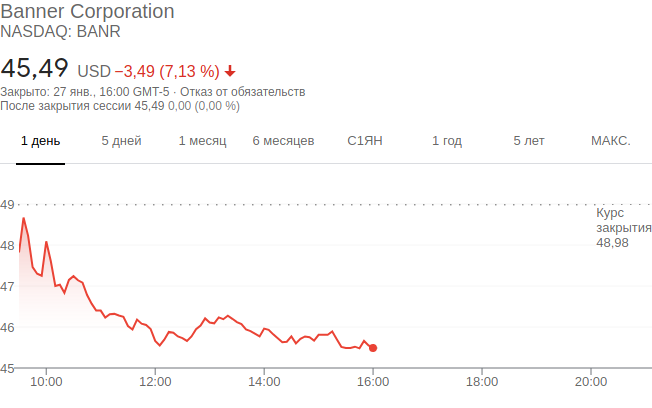 Banner Corporation
NASDAQ: BANR
45,49 USD −3,49 (7,13 %)
Закрыто: 27 янв., 16:00 GMT-5 · Отказ от обязательств
После закрытия сессии 45,49 0,00 (0,00 %)
1 день 5 дней 1 месяц 6 месяцев С1ЯН 1 год 5 лет МАКС.
49
Курс
закрытия
48,98
48
47
46
45
10:00 12:00 14:00 16:00 18:00 20:00